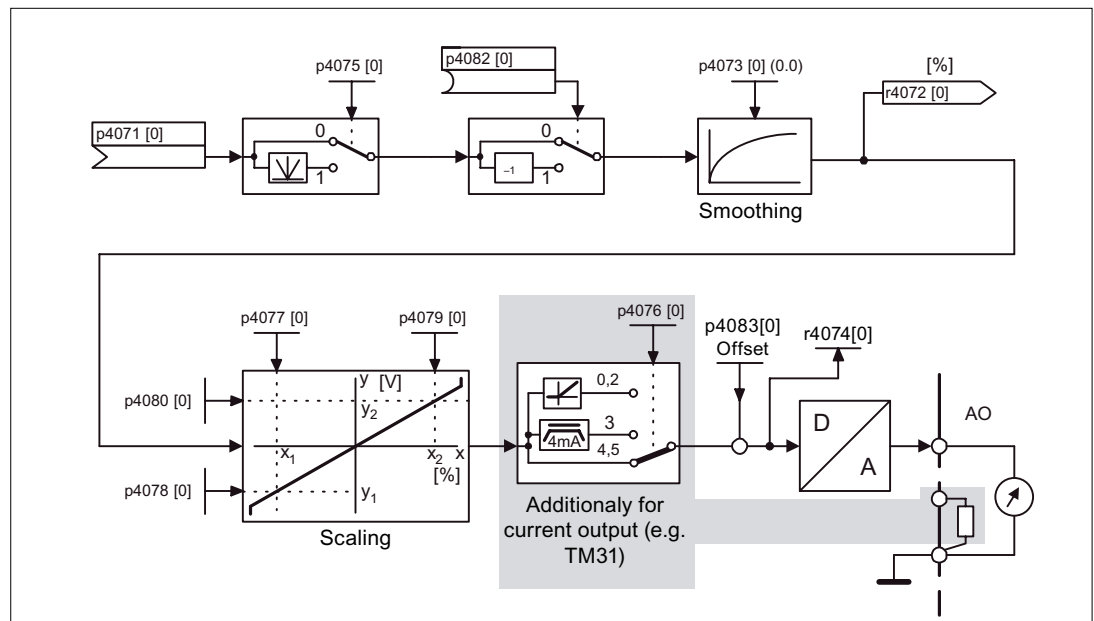 p4075 [0]
p4082 [0]
p4073 [0] (0.0)
[%]
r4072 [0]
p4071 [0]
0
1
0
–1
1
Smoothing
p4077 [0]
p4079 [0]
p4076 [0]
p4083[0]
Offset
r4074[0]
p4080 [0]
y [V]
y2
x1
x2 x
[%]
y1
p4078 [0]
Scaling
0,2
3
4mA
4,5
D
A
AO
Additionaly for
current output (e.g.
TM31)